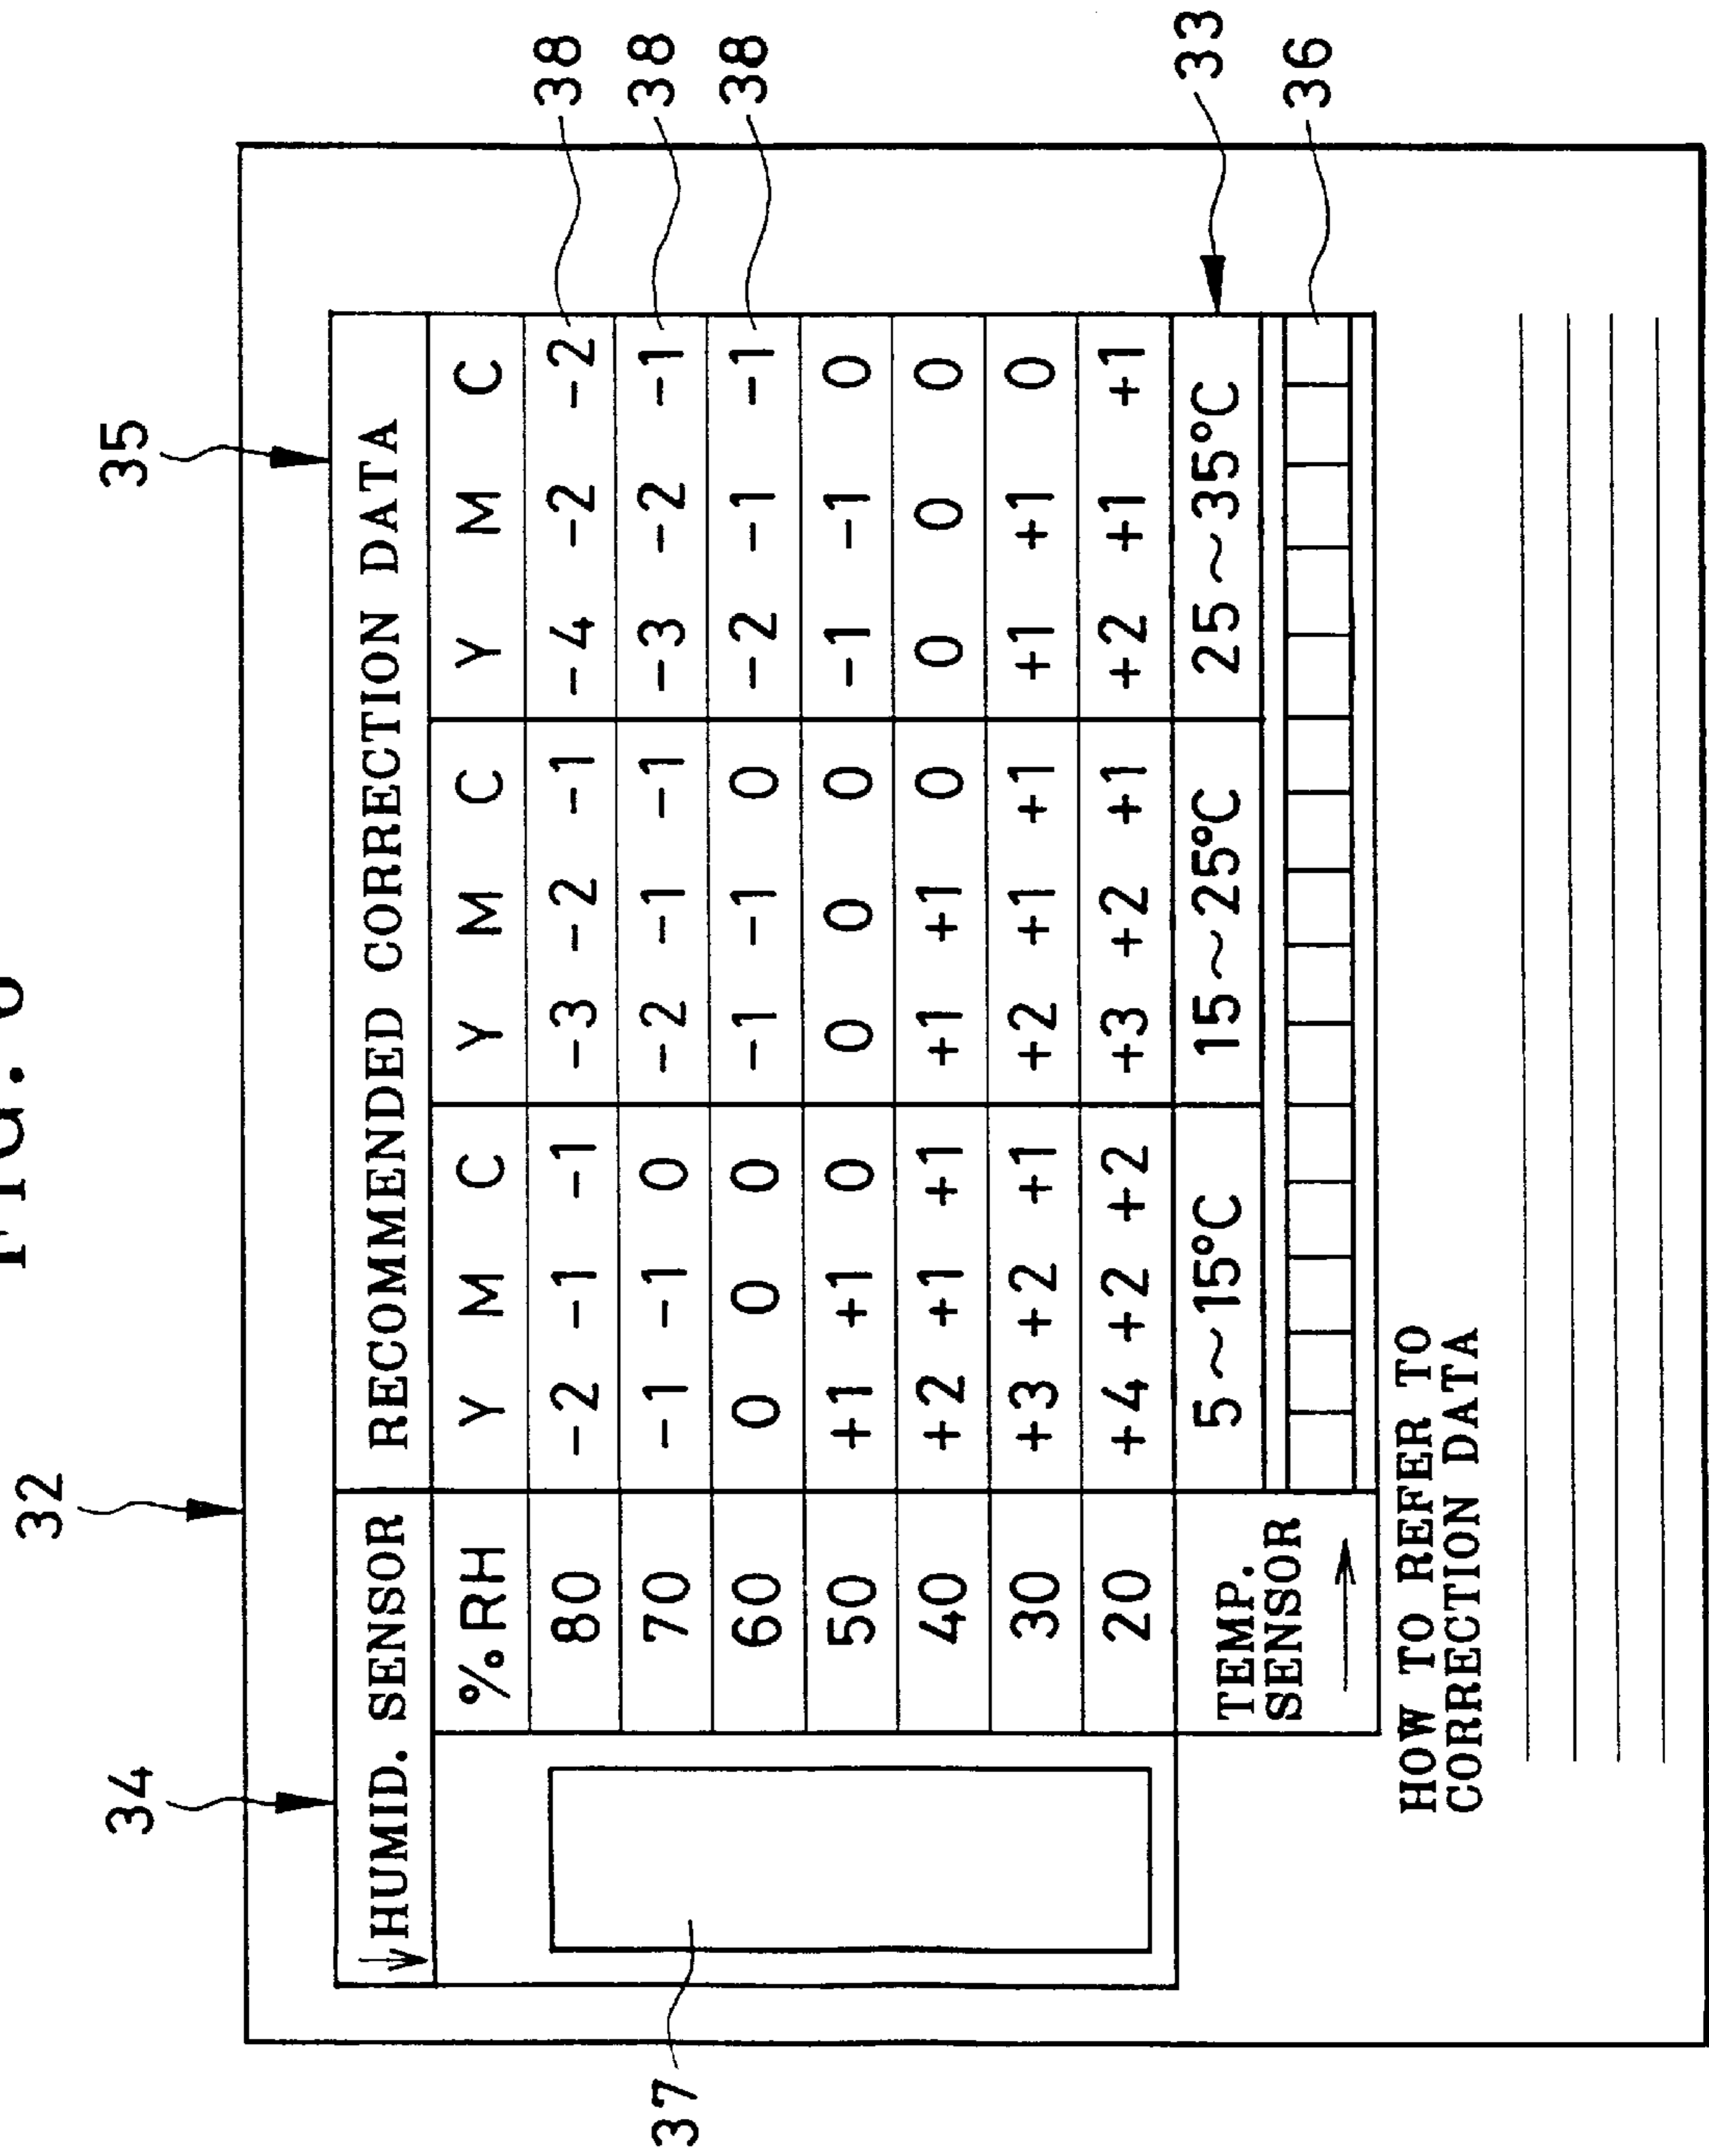 FIG.
32
34
35
↓HUMID. SENSOR RECOMMENDED CORRECTION DATA
%RH Y M C Y M C Y M C
80 -2 -1 -1 -3 -2 -1 -4 -2 -2 38
70 -1 -1 0 -2 -1 -1 -3 -2 -1 38
60 0 0 0 -1 -1 0 -2 -1 -1 38
50 +1 +1 0 0 0 0 -1 -1 0
40 +2 +1 +1 +1 +1 0 0 0 0
30 +3 +2 +1 +2 +1 +1 +1 +1 0
20 +4 +2 +2 +3 +2 +1 +2 +1 +1
37
TEMP. 5~15°C 15~25°C 25~35°C 33
SENSOR
→ 36
HOW TO REFER TO
CORRECTION DATA